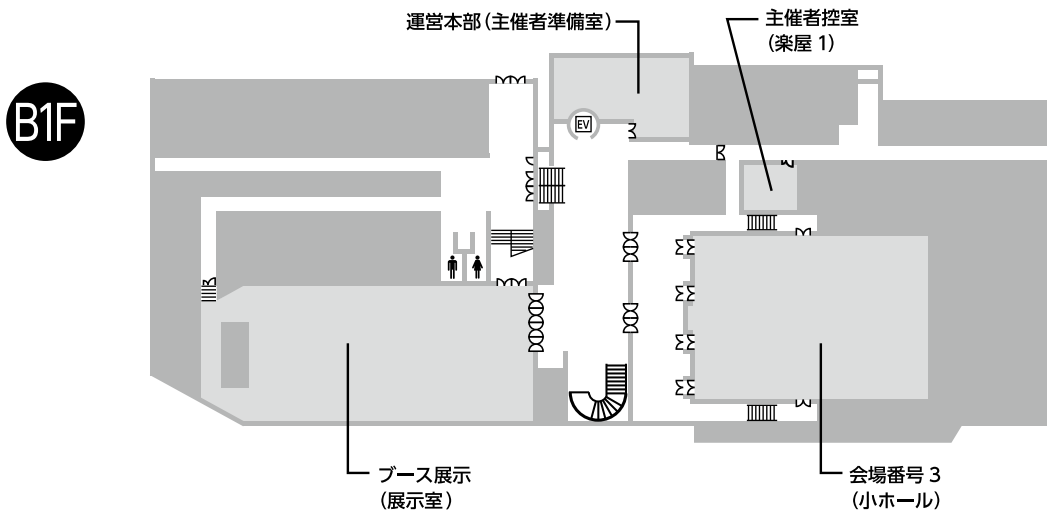 運営本部（主催者準備室）
主催者控室
（楽屋 1）
B1F
EV
ブース展示
（展示室）
会場番号 3
（小ホール）